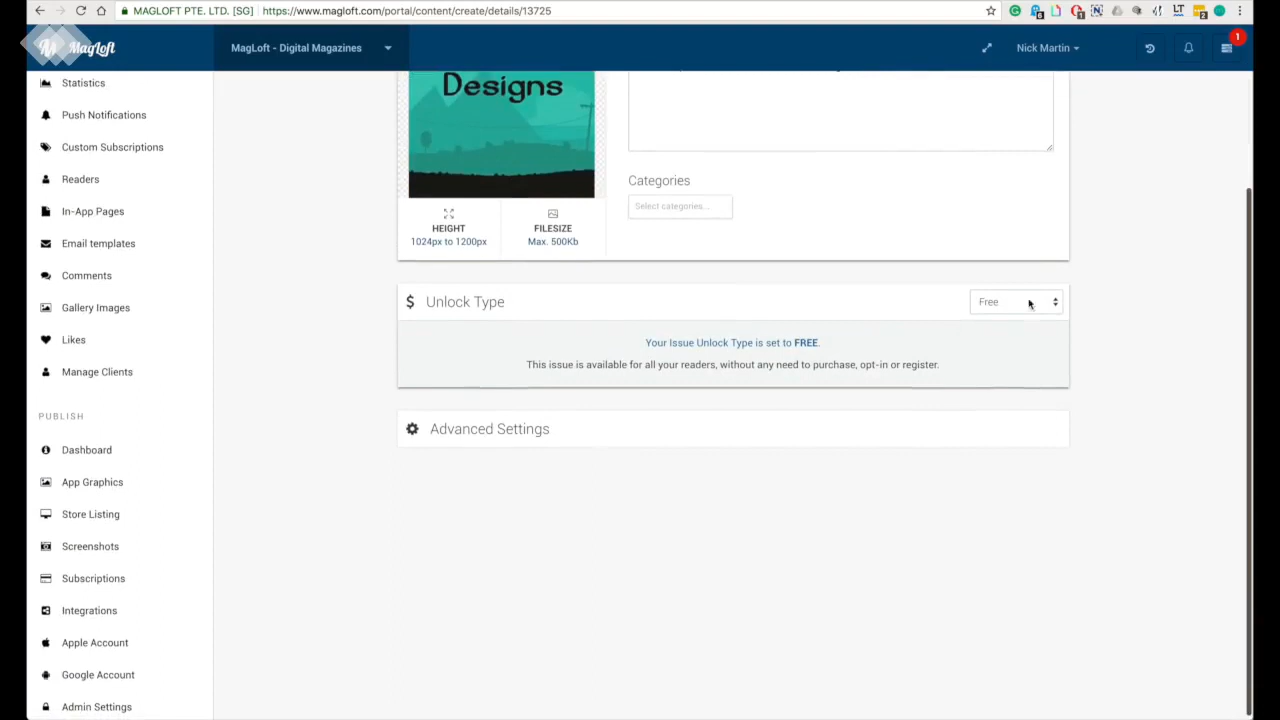 MAGLOFT PTE. LTD. [SG]
https://www.magloft.com/portal/content/create/details/13725
MagLoft
MagLoft - Digital Magazines
Nick Martin
1
Statistics
Push Notifications
Custom Subscriptions
Readers
In-App Pages
Email templates
Comments
Gallery Images
Likes
Manage Clients
PUBLISH
Dashboard
App Graphics
Store Listing
Screenshots
Subscriptions
Integrations
Apple Account
Google Account
Admin Settings
Designs
HEIGHT
1024px to 1200px
FILESIZE
Max. 500Kb
Categories
Select categories...
$ Unlock Type
Free
Your Issue Unlock Type is set to FREE.
This issue is available for all your readers, without any need to purchase, opt-in or register.
Advanced Settings